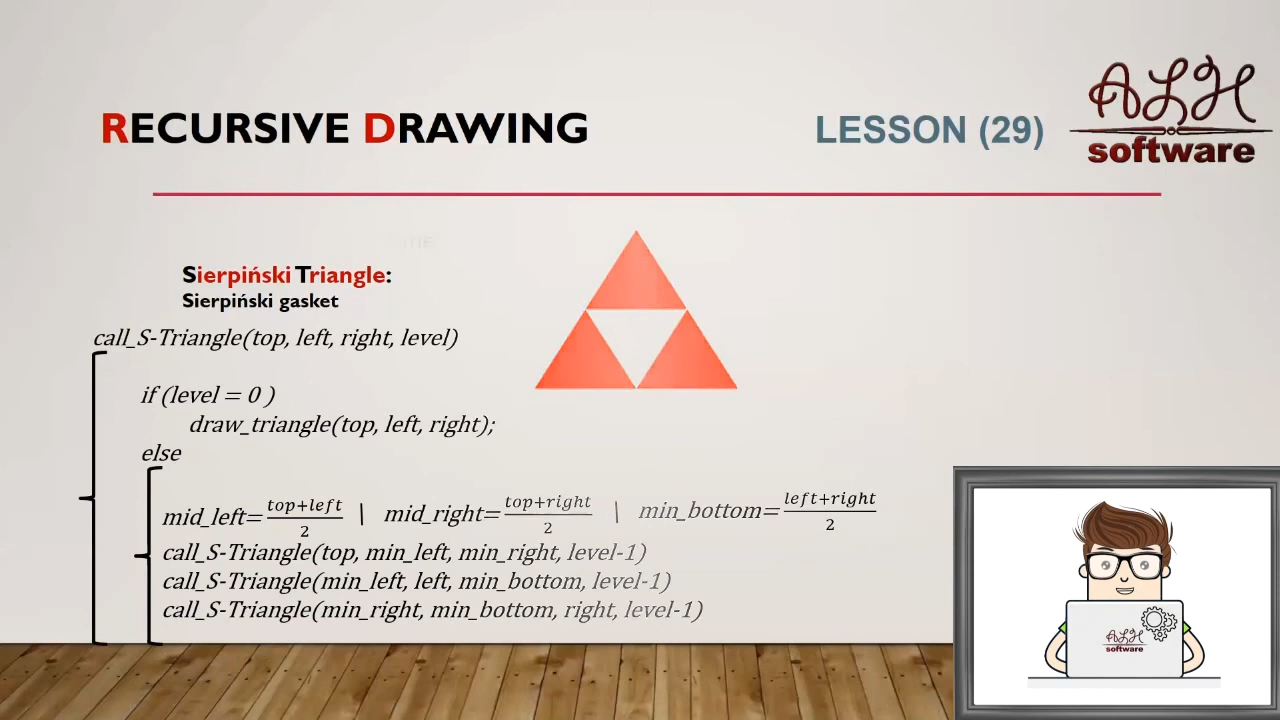 RECURSIVE DRAWING
LESSON (29)
ALH
software
Sierpiński Triangle:
Sierpiński gasket
call_S-Triangle(top, left, right, level)
if (level = 0 )
draw_triangle(top, left, right);
else
mid_left=top+left/2 \ mid_right=top+right/2 \ min_bottom=left+right/2
call_S-Triangle(top, min_left, min_right, level-1)
call_S-Triangle(min_left, left, min_bottom, level-1)
call_S-Triangle(min_right, min_bottom, right, level-1)
ALH
software